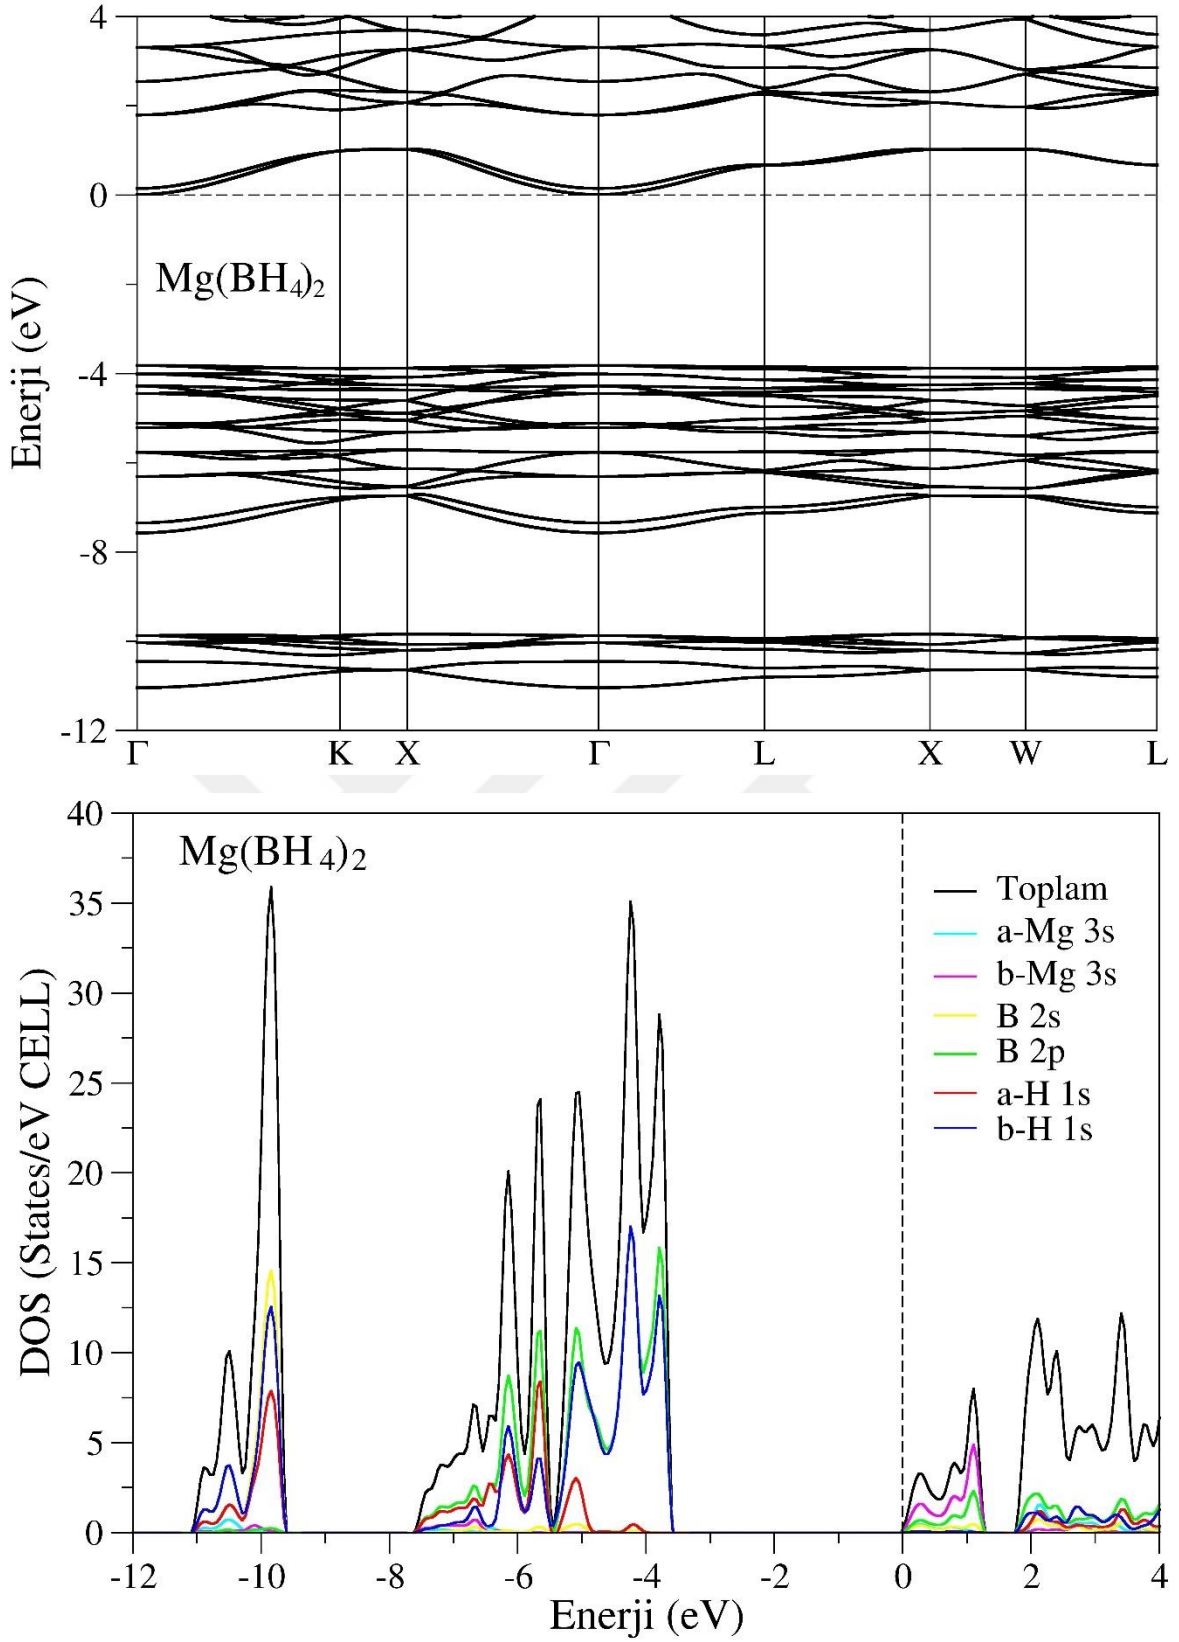 4
0
-4
-8
-12
Enerji (eV)
Mg(BH4)2
Γ K X Γ L X W L
40
35
30
25
20
15
10
5
0
DOS (States/eV CELL)
Mg(BH4)2
Toplam
a-Mg 3s
b-Mg 3s
B 2s
B 2p
a-H 1s
b-H 1s
-12 -10 -8 -6 -4 -2 0 2 4
Enerji (eV)